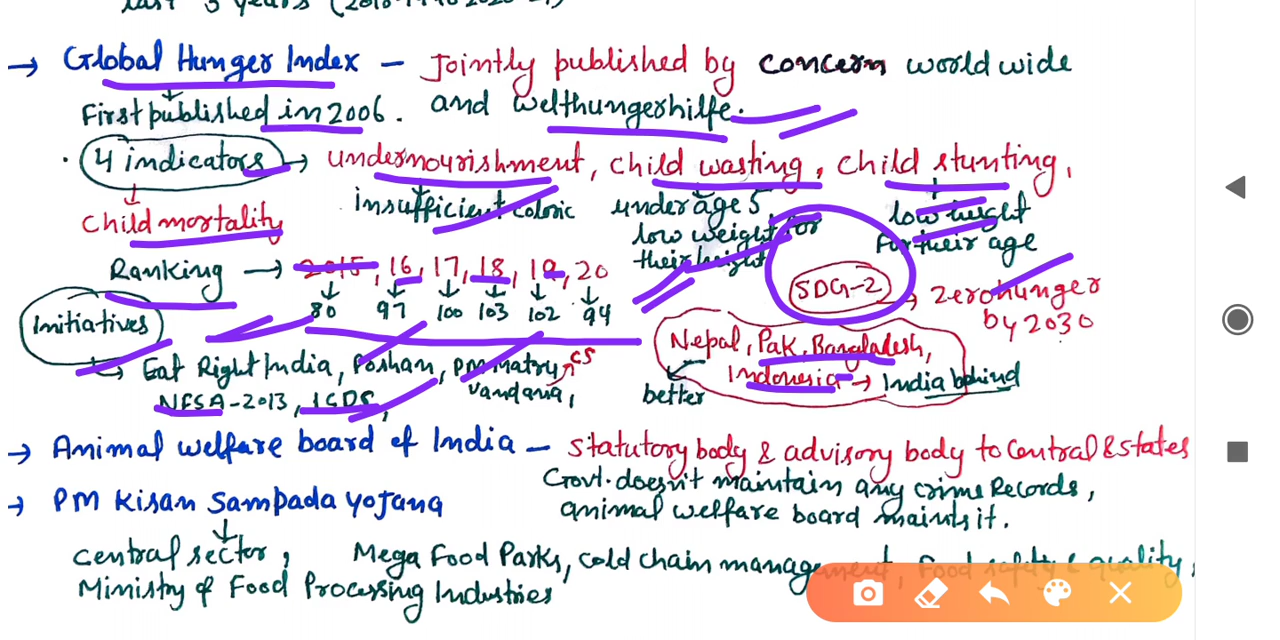 last 5 years
→ Global Hunger Index - Jointly published by concern world wide
First published in 2006. and welthungerhilfe.
· 4 indicators → undernourishment, child wasting, child stunting,
child mortality insufficient caloric under age 5 low hight
low weight for for their age
their height
Ranking → 2015, 16, 17, 18, 19, 20 SDG-2 → Zero hunger
80 97 100 103 102 94 by 2030
Initiatives Nepal, Pak, Bangladesh,
→ Eat Right India, Poshan, PM Matru CS Indonesia → India behind
NFSA-2013, ICDS, vandana, better
→ Animal welfare board of India - Statutory body & advisory body to Central & states
Govt. doesn't maintain any crime Records,
→ PM Kisan Sampada Yojana animal welfare board maints it.
central sector, Mega Food Parks, cold chain management, Food safety & quality,
Ministry of Food Processing Industries